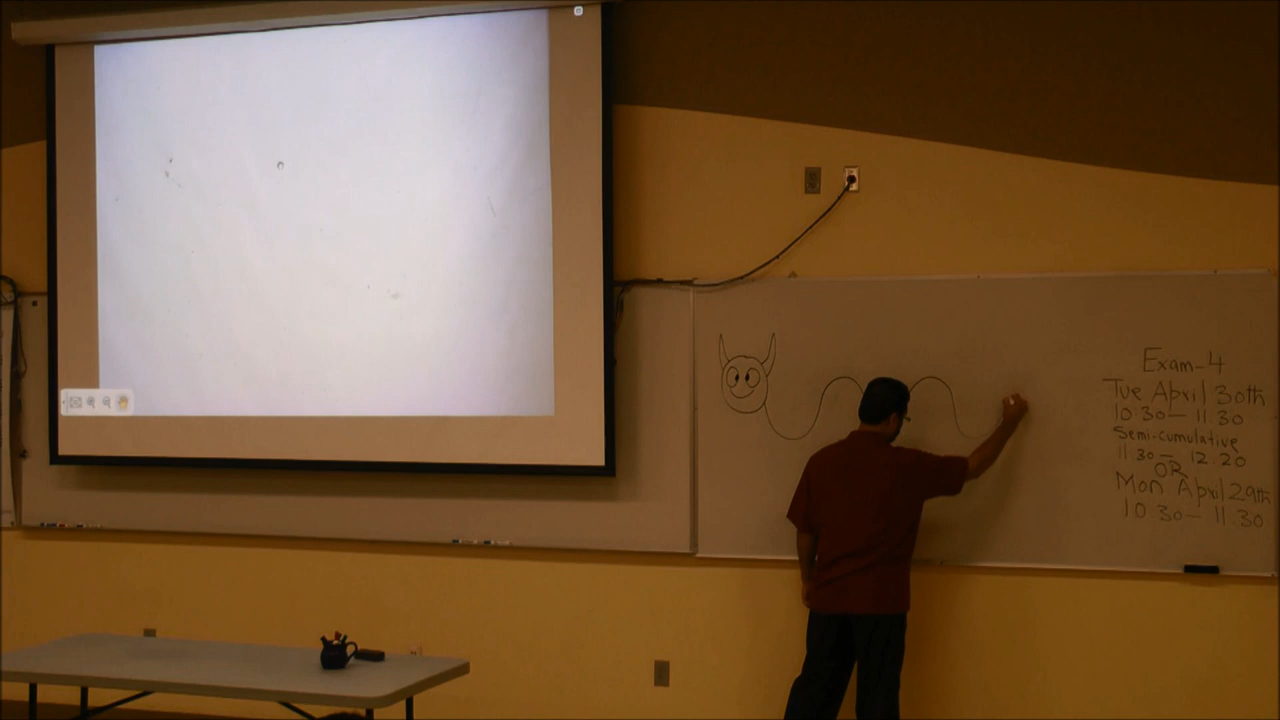 Exam-4
Tue April 30th
10 30 - 11 30
Semi-cumulative
11 30 - 12 20
OR
Mon April 29th
10 30 - 11 30